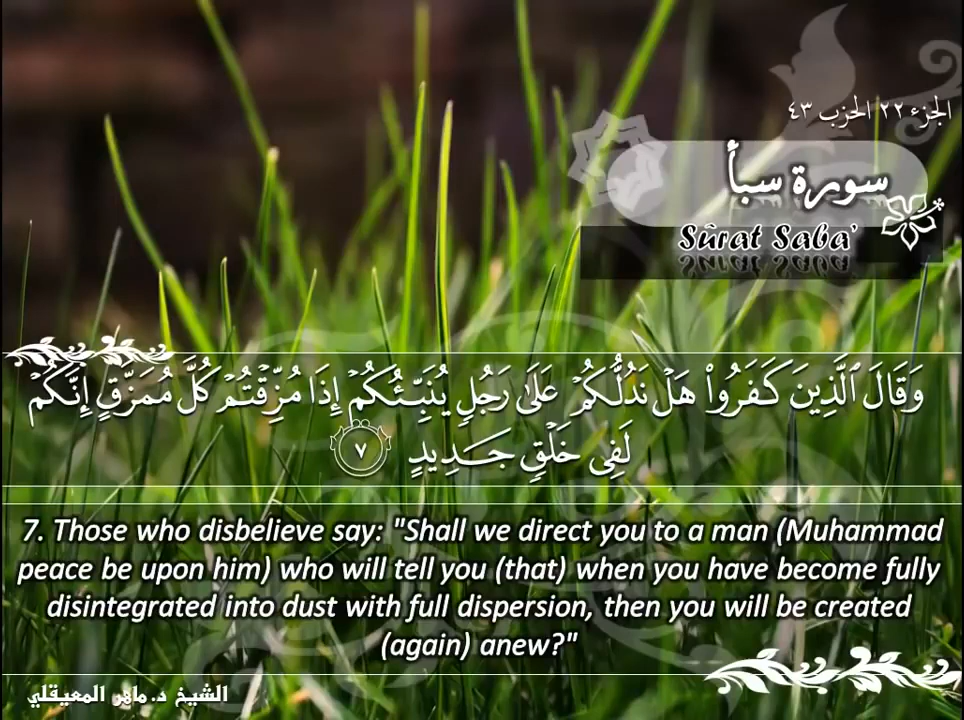 الجزء ٢٢ الحزب ٤٣
سورة سبأ
Sûrat Saba'
وَقَالَ ٱلَّذِينَ كَفَرُوا۟ هَلْ نَدُلُّكُمْ عَلَىٰ رَجُلٍ يُنَبِّئُكُمْ إِذَا مُزِّقْتُمْ كُلَّ مُمَزَّقٍ إِنَّكُمْ
لَفِى خَلْقٍ جَدِيدٍ ٧
7. Those who disbelieve say: "Shall we direct you to a man (Muhammad
peace be upon him) who will tell you (that) when you have become fully
disintegrated into dust with full dispersion, then you will be created
(again) anew?"
الشيخ د. ماهر المعيقلي